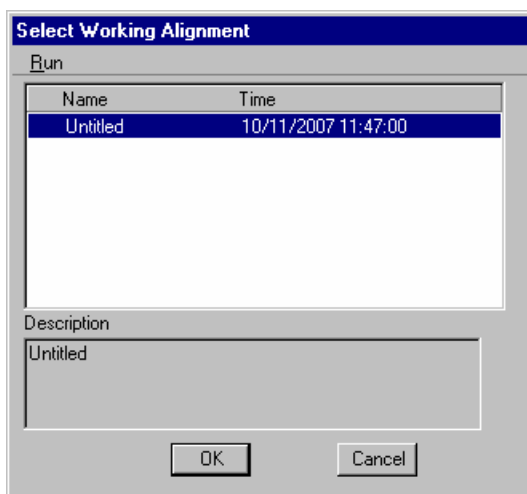 Select Working Alignment
Run
Name Time
Untitled 10/11/2007 11:47:00
Description
Untitled
OK Cancel